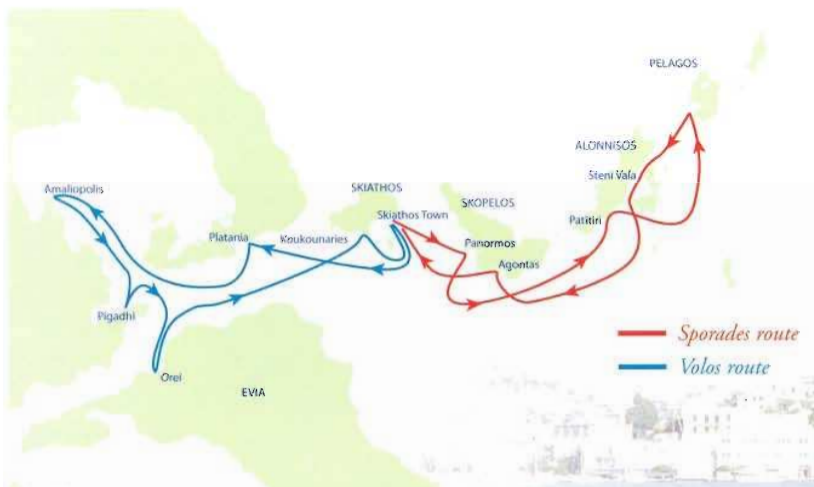 PELAGOS
ALONNISOS
Steni Vala
Amaliopolis
SKIATHOS
SKOPELOS
Skiathos Town
Patitiri
Platania
Koukounaries
Panormos
Agontas
Pigadhi
Orei
EVIA
Sporades route
Volos route